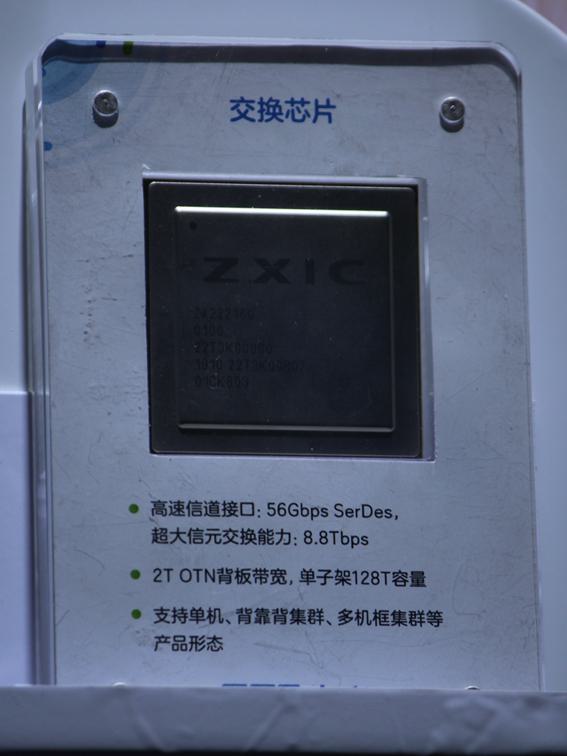 交换芯片
ZXIC
0100
高速信道接口: 56Gbps SerDes,
超大信元交换能力: 8.8Tbps
2T OTN背板带宽, 单子架128T容量
支持单机、背靠背集群、多机框集群等
产品形态